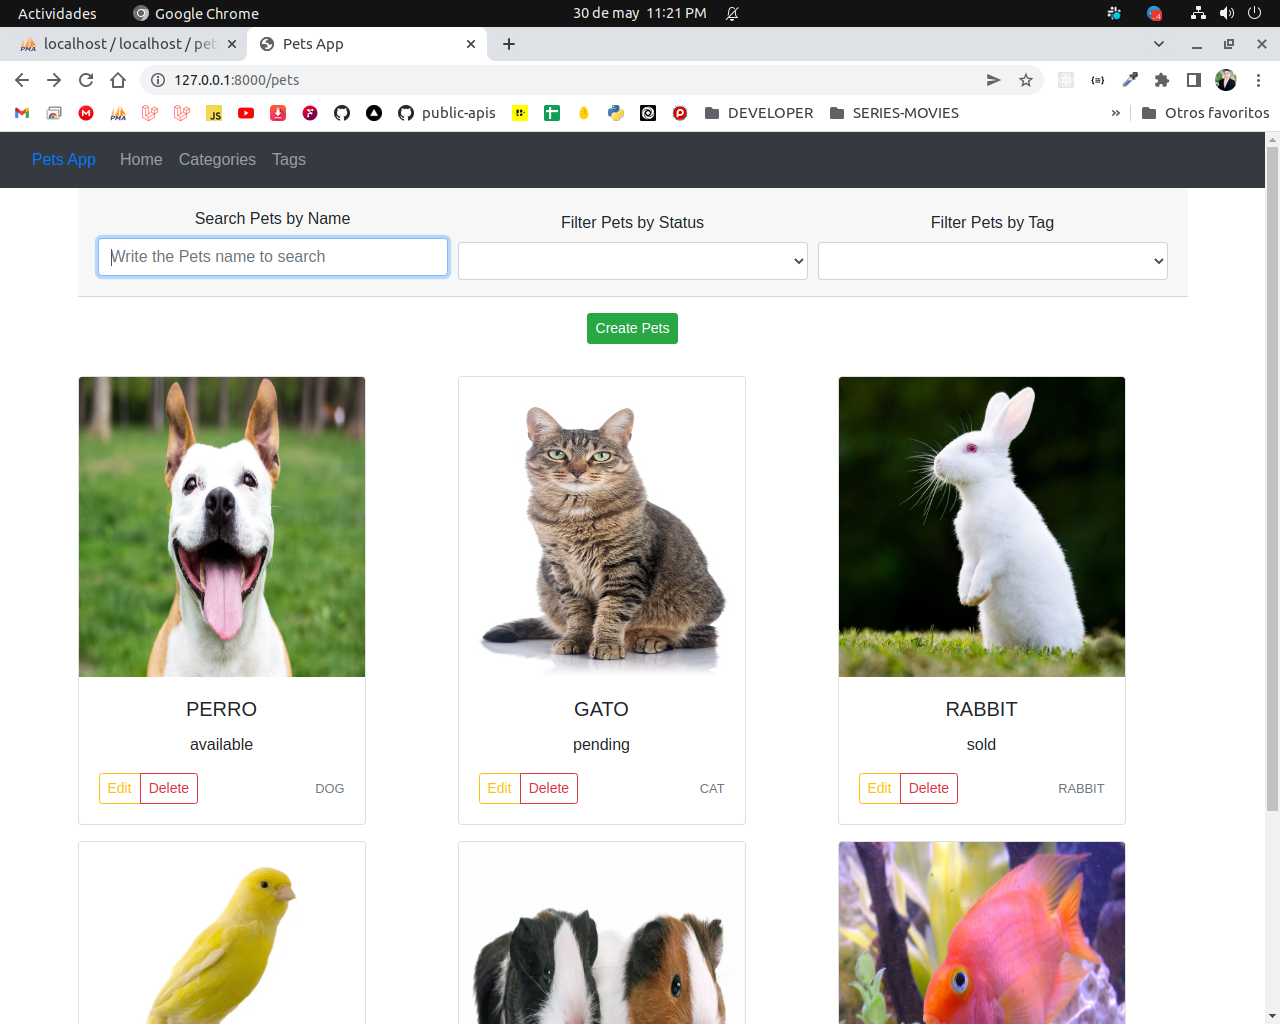 Actividades Google Chrome 30 de may 11:21 PM
localhost / localhost / pet Pets App
127.0.0.1:8000/pets
PMA JS public-apis DEVELOPER SERIES-MOVIES » Otros favoritos
Pets App Home Categories Tags
Search Pets by Name Filter Pets by Status Filter Pets by Tag
Write the Pets name to search
Create Pets
PERRO GATO RABBIT
available pending sold
Edit Delete DOG Edit Delete CAT Edit Delete RABBIT